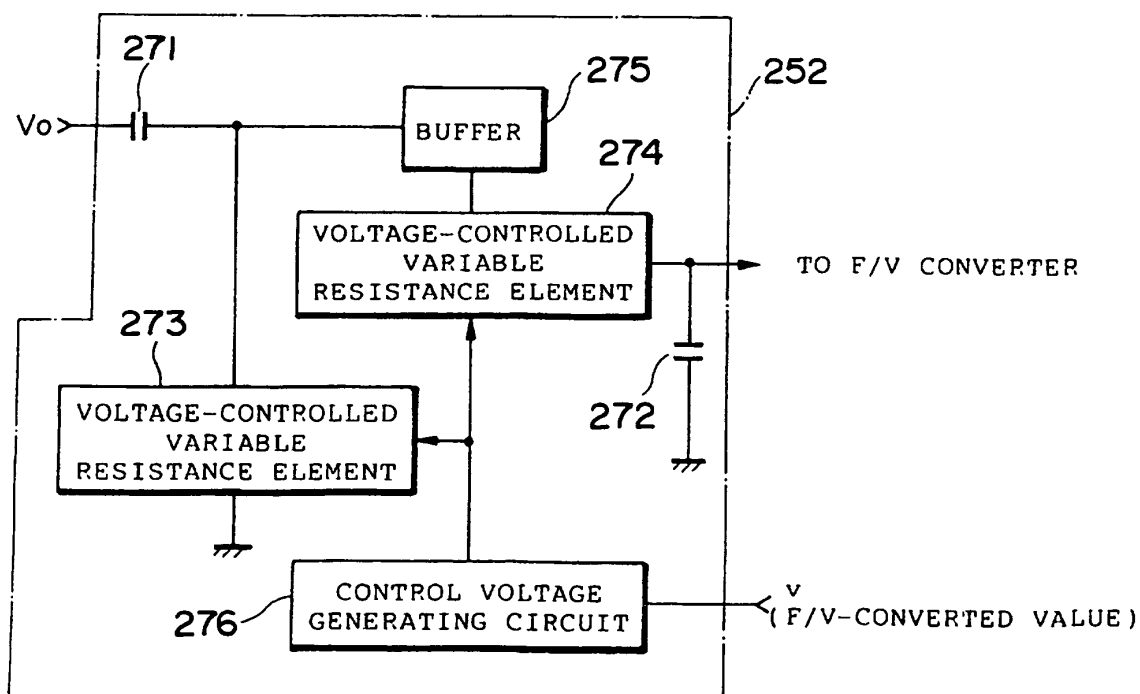 271
275
252
Vo
BUFFER
274
VOLTAGE-CONTROLLED
VARIABLE
RESISTANCE ELEMENT
TO F/V CONVERTER
273
272
VOLTAGE-CONTROLLED
VARIABLE
RESISTANCE ELEMENT
276
CONTROL VOLTAGE
GENERATING CIRCUIT
v
(F/V-CONVERTED VALUE)